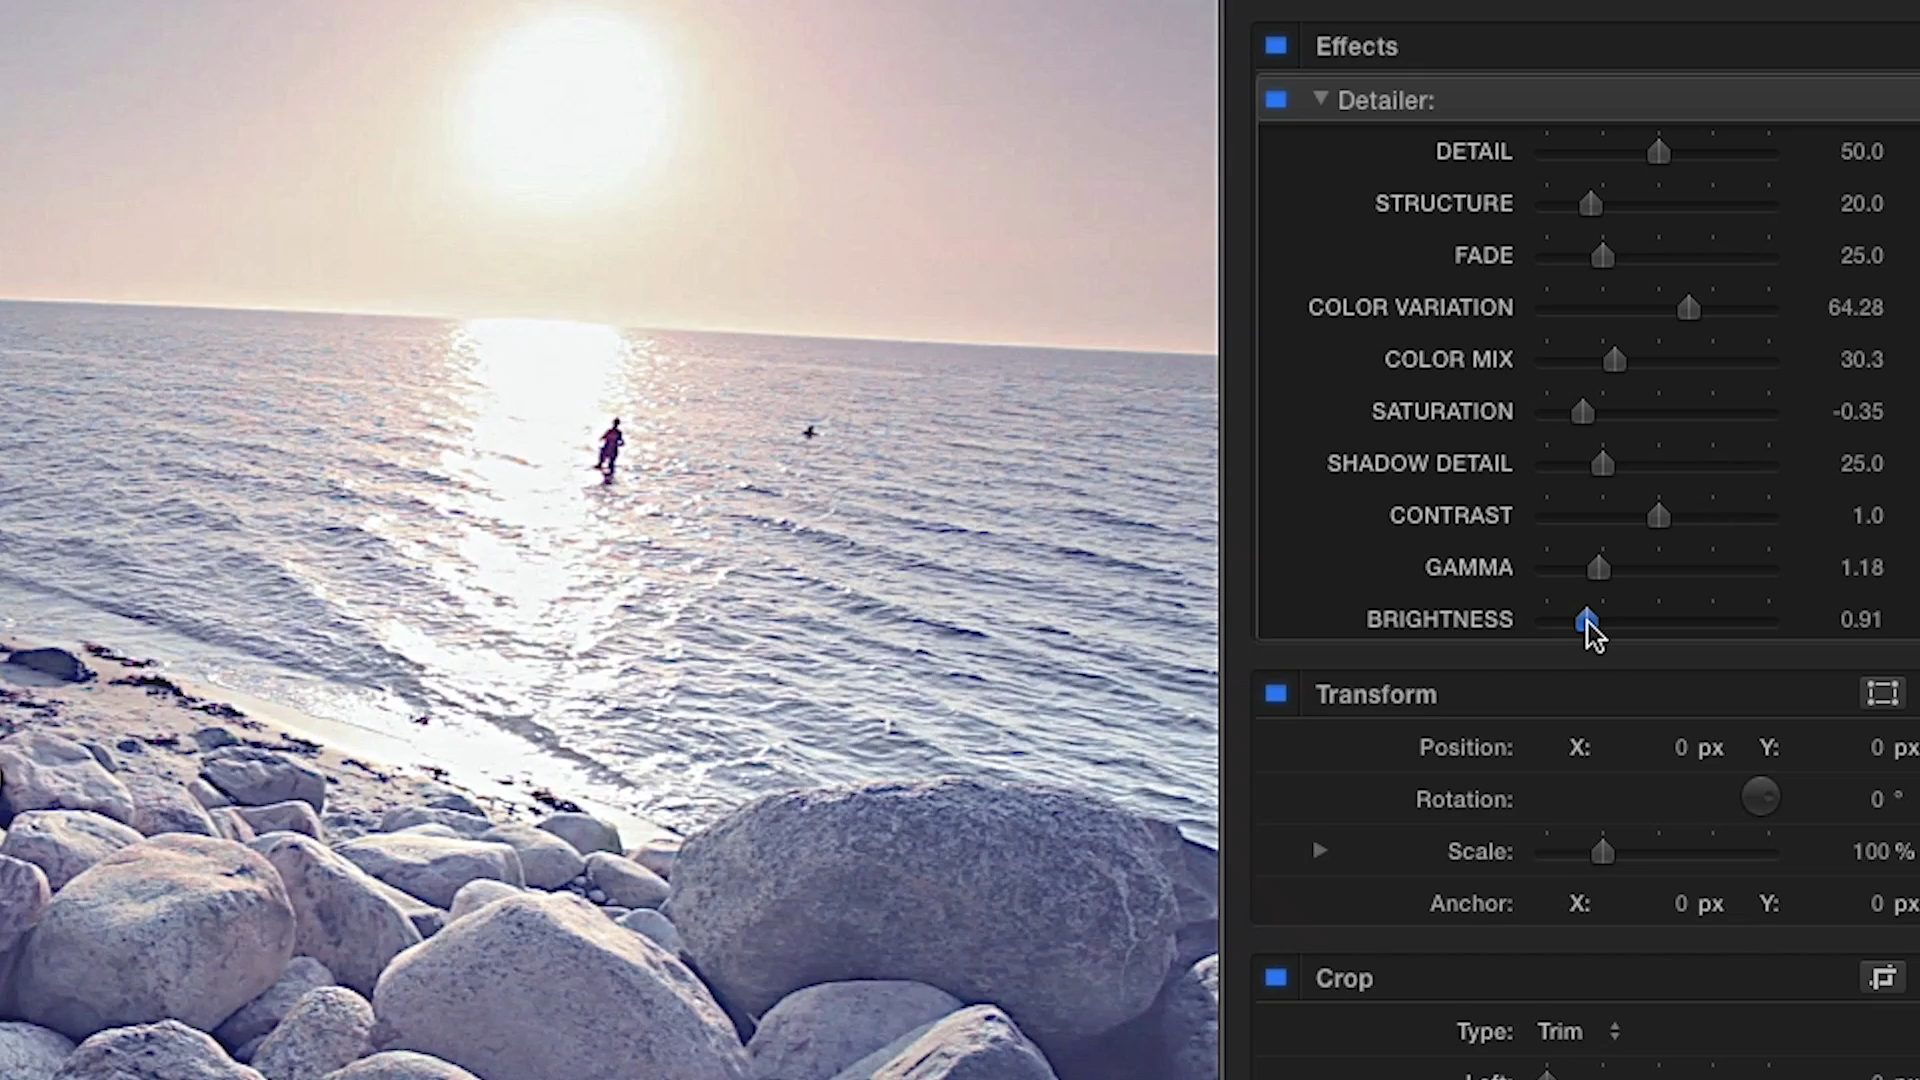 Effects
Detailer:
DETAIL 50.0
STRUCTURE 20.0
FADE 25.0
COLOR VARIATION 64.28
COLOR MIX 30.3
SATURATION -0.35
SHADOW DETAIL 25.0
CONTRAST 1.0
GAMMA 1.18
BRIGHTNESS 0.91
Transform
Position: X: 0 px Y: 0 px
Rotation: 0 °
Scale: 100 %
Anchor: X: 0 px Y: 0 px
Crop
Type: Trim